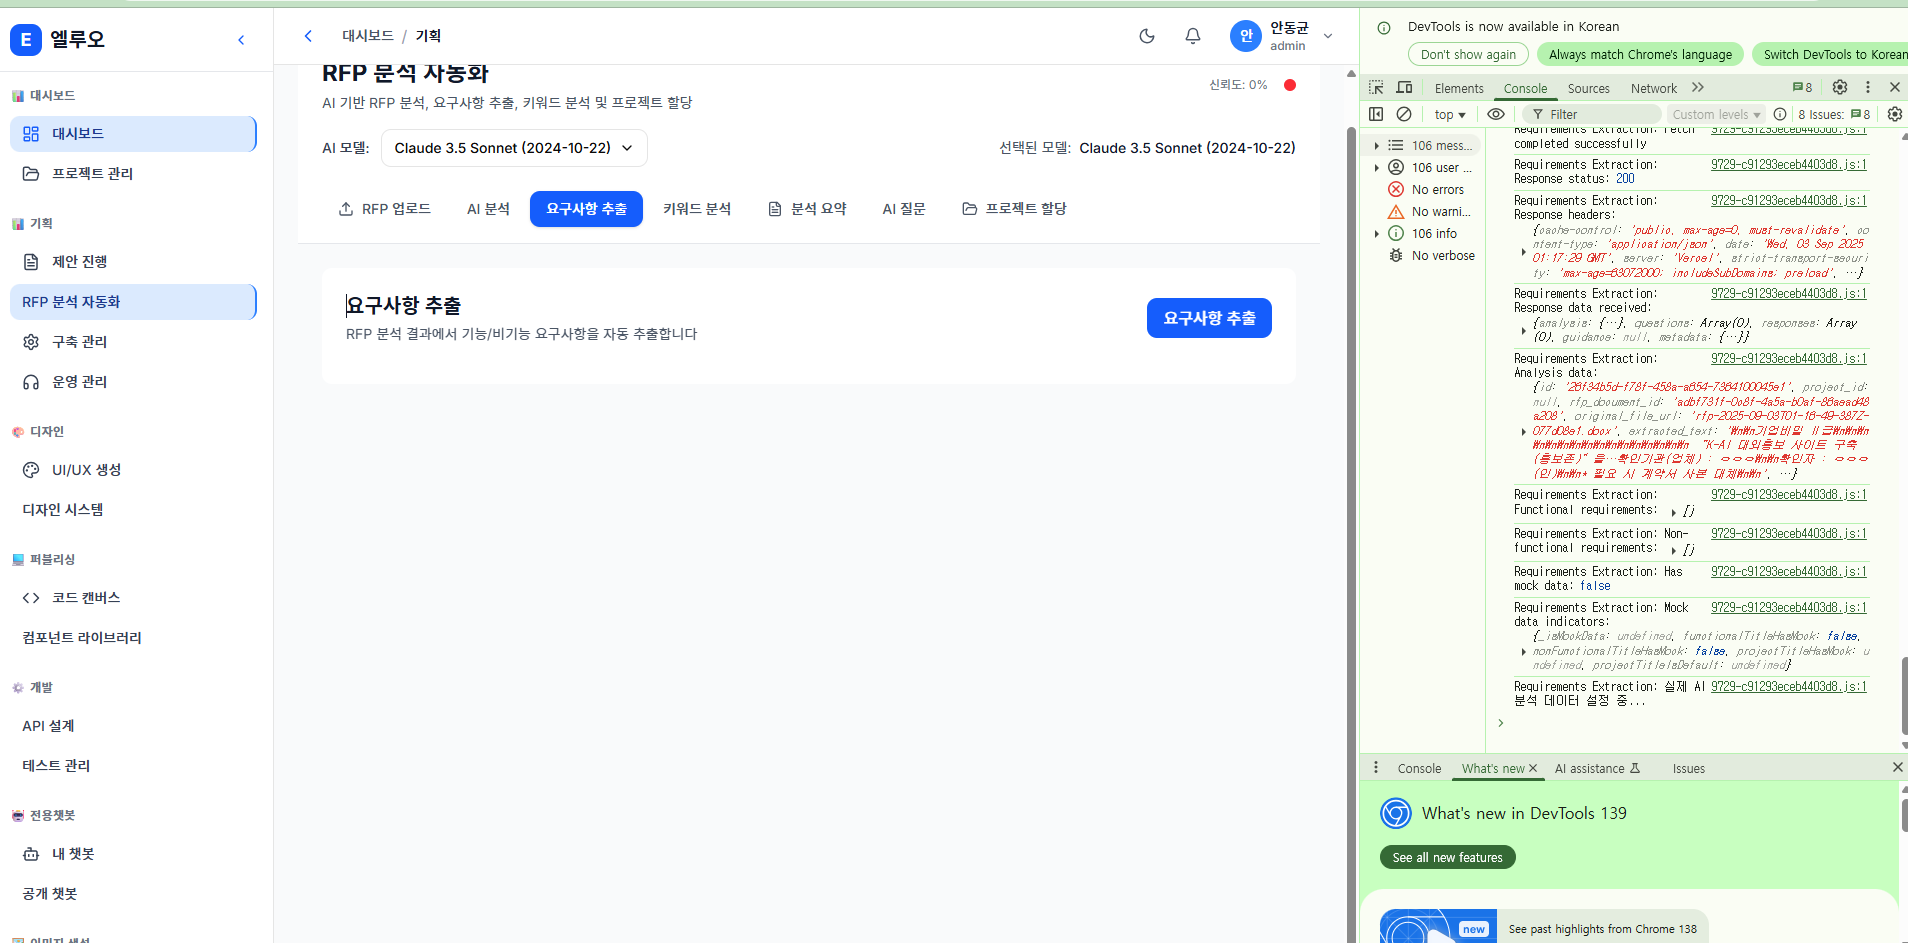 E 엘루오
대시보드
대시보드
프로젝트 관리
기획
제안 진행
RFP 분석 자동화
구축 관리
운영 관리
디자인
UI/UX 생성
디자인 시스템
퍼블리싱
코드 캔버스
컴포넌트 라이브러리
개발
API 설계
테스트 관리
전용챗봇
내 챗봇
공개 챗봇
대시보드 / 기획
안 안동균
admin
RFP 분석 자동화
신뢰도: 0%
AI 기반 RFP 분석, 요구사항 추출, 키워드 분석 및 프로젝트 할당
AI 모델: Claude 3.5 Sonnet (2024-10-22)
선택된 모델: Claude 3.5 Sonnet (2024-10-22)
RFP 업로드 AI 분석 요구사항 추출 키워드 분석 분석 요약 AI 질문 프로젝트 할당
요구사항 추출
RFP 분석 결과에서 기능/비기능 요구사항을 자동 추출합니다
요구사항 추출
DevTools is now available in Korean
Don't show again Always match Chrome's language Switch DevTools to Korean
Elements Console Sources Network 8
top Filter Custom levels 8 Issues: 8
106 mess...
106 user ...
No errors
No warni...
106 info
No verbose
Requirements Extraction: Fetch 9729-c91293eceb4403d8.js:1
completed successfully
Requirements Extraction: 9729-c91293eceb4403d8.js:1
Response status: 200
Requirements Extraction: 9729-c91293eceb4403d8.js:1
Response headers:
{cache-control: 'public, max-age=0, must-revalidate', co
ntent-type: 'application/json', date: 'Wed, 03 Sep 2025
01:17:29 GMT', server: 'Vercel', strict-transport-securi
ty: 'max-age=63072000; includeSubDomains; preload', …}
Requirements Extraction: 9729-c91293eceb4403d8.js:1
Response data received:
{analysis: {…}, questions: Array(0), responses: Array
(0), guidance: null, metadata: {…}}
Requirements Extraction: 9729-c91293eceb4403d8.js:1
Analysis data:
{id: '26f34b5d-f78f-458a-a654-7364100045e1', project_id:
null, rfp_document_id:
original_file_url: 'rfp-2025-09-03T01-16-49-387Z-
extracted_text: '₩n₩n기업비밀 Ⅱ급₩n₩n₩n
"K-AI 대외홍보 사이트 구축
(홍보존)" 을…확인기관(업체) : ㅇㅇㅇ₩n₩n확인자 : ㅇㅇㅇ
(인)₩n₩n* 필요 시 계약서 사본 대체₩n₩n', …}
Requirements Extraction: 9729-c91293eceb4403d8.js:1
Functional requirements: []
Requirements Extraction: Non- 9729-c91293eceb4403d8.js:1
functional requirements: []
Requirements Extraction: Has 9729-c91293eceb4403d8.js:1
mock data: false
Requirements Extraction: Mock 9729-c91293eceb4403d8.js:1
data indicators:
{_isMockData: undefined, functionalTitleHasMock: false,
nonFunctionalTitleHasMock: false, projectTitleHasMock: u
ndefined, projectTitleIsDefault: undefined}
Requirements Extraction: 실제 AI 9729-c91293eceb4403d8.js:1
분석 데이터 설정 중...
Console What's new AI assistance Issues
What's new in DevTools 139
See all new features
new See past highlights from Chrome 138